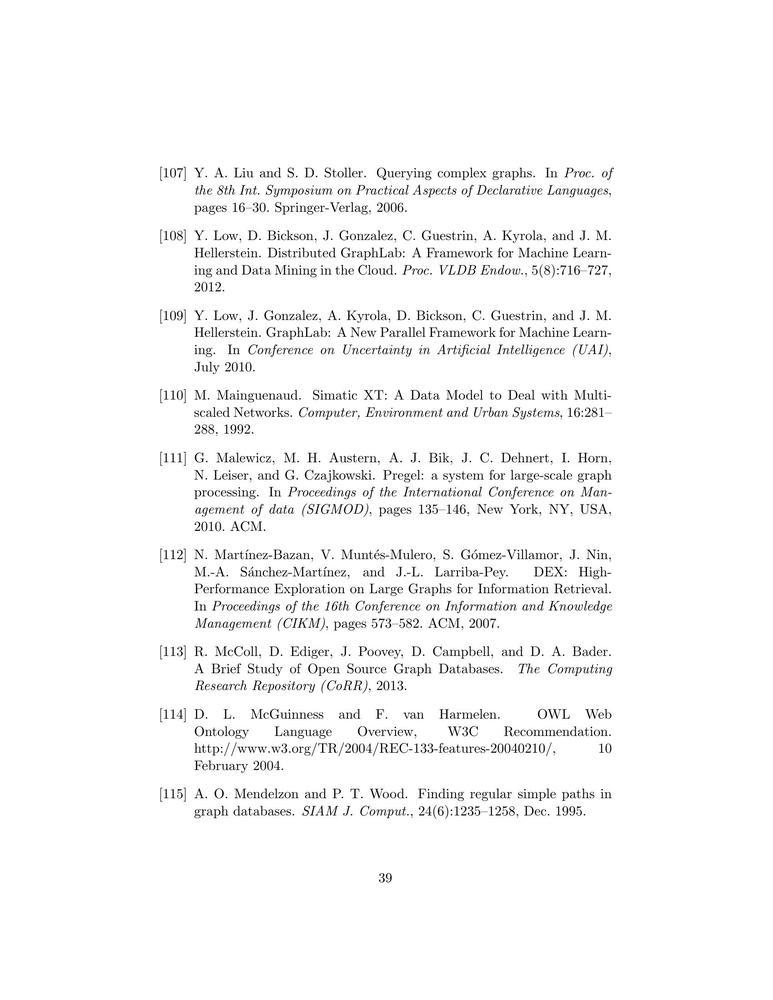 [107] Y. A. Liu and S. D. Stoller. Querying complex graphs. In Proc. of
the 8th Int. Symposium on Practical Aspects of Declarative Languages,
pages 16–30. Springer-Verlag, 2006.
[108] Y. Low, D. Bickson, J. Gonzalez, C. Guestrin, A. Kyrola, and J. M.
Hellerstein. Distributed GraphLab: A Framework for Machine Learn-
ing and Data Mining in the Cloud. Proc. VLDB Endow., 5(8):716–727,
2012.
[109] Y. Low, J. Gonzalez, A. Kyrola, D. Bickson, C. Guestrin, and J. M.
Hellerstein. GraphLab: A New Parallel Framework for Machine Learn-
ing. In Conference on Uncertainty in Artificial Intelligence (UAI),
July 2010.
[110] M. Mainguenaud. Simatic XT: A Data Model to Deal with Multi-
scaled Networks. Computer, Environment and Urban Systems, 16:281–
288, 1992.
[111] G. Malewicz, M. H. Austern, A. J. Bik, J. C. Dehnert, I. Horn,
N. Leiser, and G. Czajkowski. Pregel: a system for large-scale graph
processing. In Proceedings of the International Conference on Man-
agement of data (SIGMOD), pages 135–146, New York, NY, USA,
2010. ACM.
[112] N. Martínez-Bazan, V. Muntés-Mulero, S. Gómez-Villamor, J. Nin,
M.-A. Sánchez-Martínez, and J.-L. Larriba-Pey. DEX: High-
Performance Exploration on Large Graphs for Information Retrieval.
In Proceedings of the 16th Conference on Information and Knowledge
Management (CIKM), pages 573–582. ACM, 2007.
[113] R. McColl, D. Ediger, J. Poovey, D. Campbell, and D. A. Bader.
A Brief Study of Open Source Graph Databases. The Computing
Research Repository (CoRR), 2013.
[114] D. L. McGuinness and F. van Harmelen. OWL Web
Ontology Language Overview, W3C Recommendation.
http://www.w3.org/TR/2004/REC-133-features-20040210/, 10
February 2004.
[115] A. O. Mendelzon and P. T. Wood. Finding regular simple paths in
graph databases. SIAM J. Comput., 24(6):1235–1258, Dec. 1995.
39